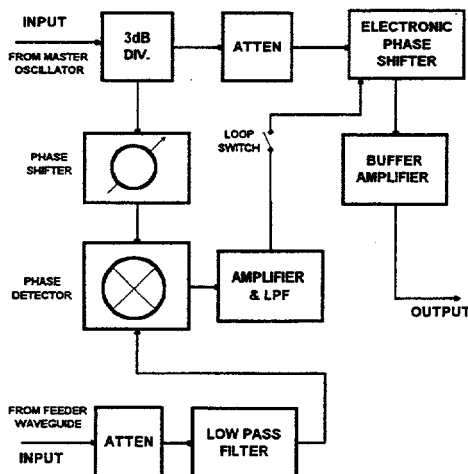 INPUT
FROM MASTER
OSCILLATOR
3dB
DIV.
ATTEN
ELECTRONIC
PHASE
SHIFTER
PHASE
SHIFTER
LOOP
SWITCH
BUFFER
AMPLIFIER
PHASE
DETECTOR
AMPLIFIER
& LPF
OUTPUT
FROM FEEDER
WAVEGUIDE
INPUT
ATTEN
LOW PASS
FILTER